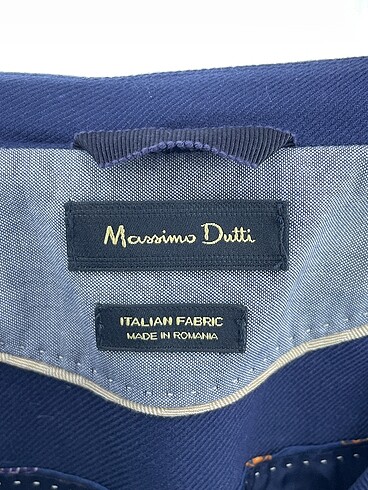 Massimo Dutti
ITALIAN FABRIC
MADE IN ROMANIA